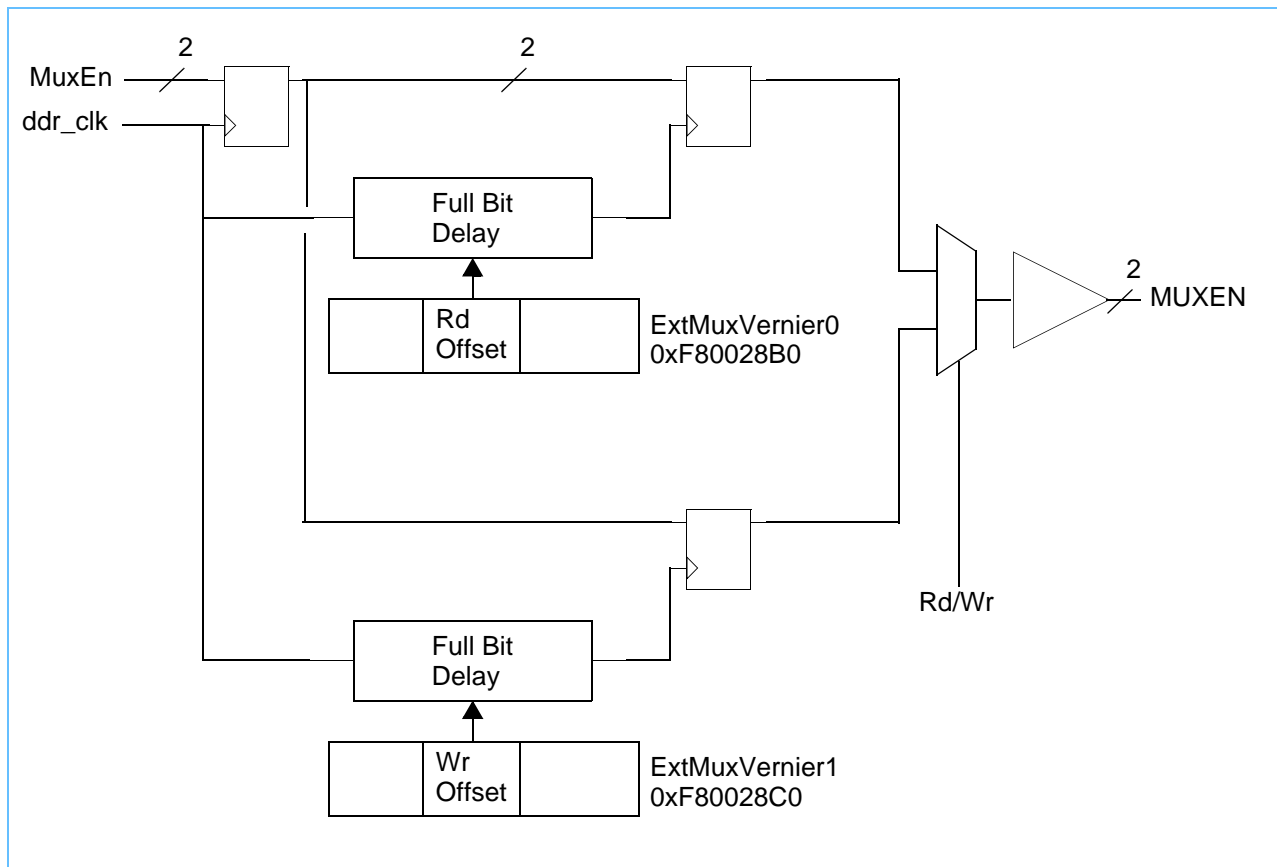 2
2
MuxEn
ddr_clk
Full Bit
Delay
Rd
Offset
ExtMuxVernier0
0xF80028B0
2
MUXEN
Rd/Wr
Full Bit
Delay
Wr
Offset
ExtMuxVernier1
0xF80028C0